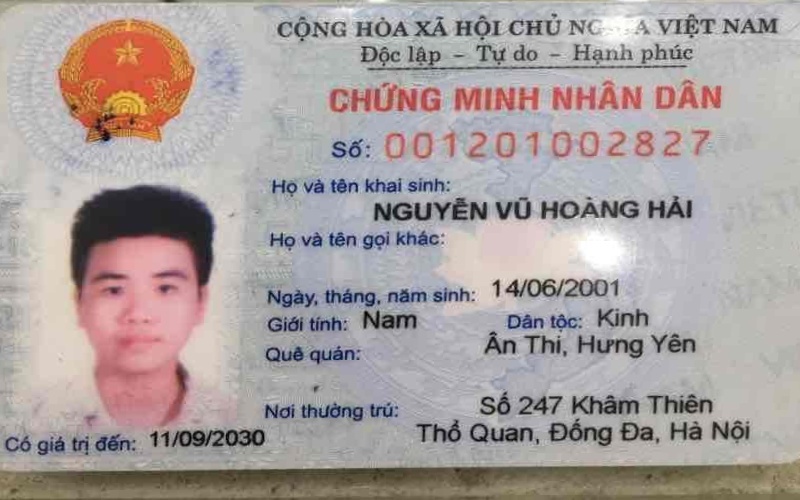 CỘNG HÒA XÃ HỘI CHỦ VIỆT NAM
Độc lập – Tự do – Hạnh phúc
CHỨNG MINH NHÂN DÂN
Số: 001201002827
Họ và tên khai sinh:
NGUYỄN VŨ HOÀNG HẢI
Họ và tên gọi khác:
Ngày, tháng, năm sinh: 14/06/2001
Giới tính: Nam Dân tộc: Kinh
Quê quán: Ân Thi, Hưng Yên
Nơi thường trú: Số 247 Khâm Thiên
Thổ Quan, Đống Đa, Hà Nội
Có giá trị đến: 11/09/2030